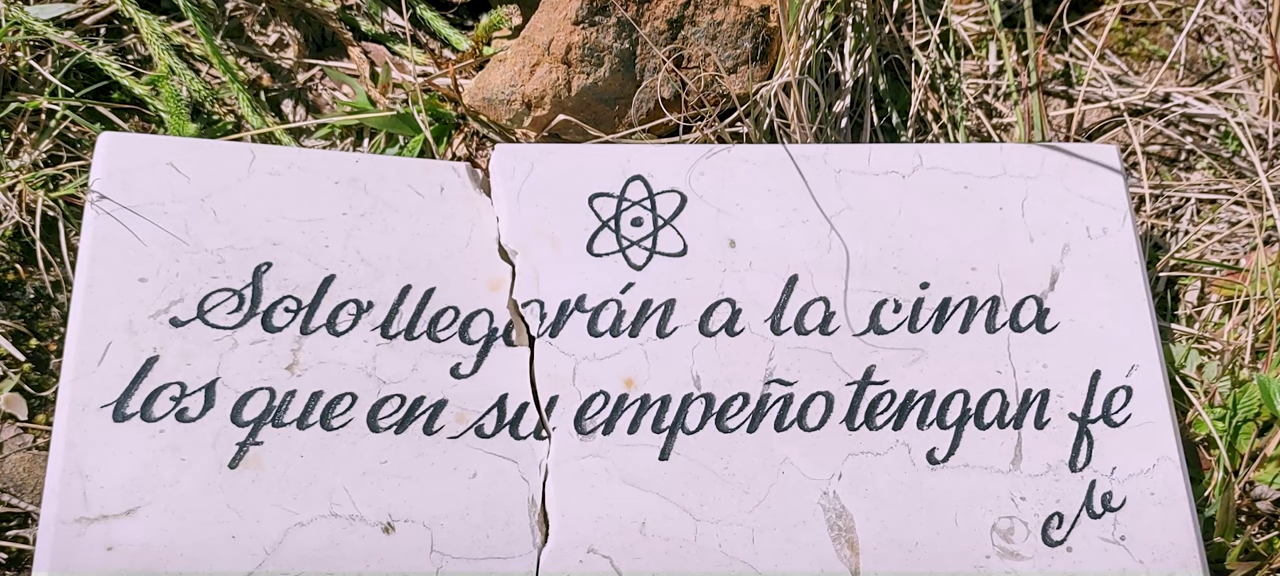 Solo llegarán a la cima
los que en su empeño tengan fé